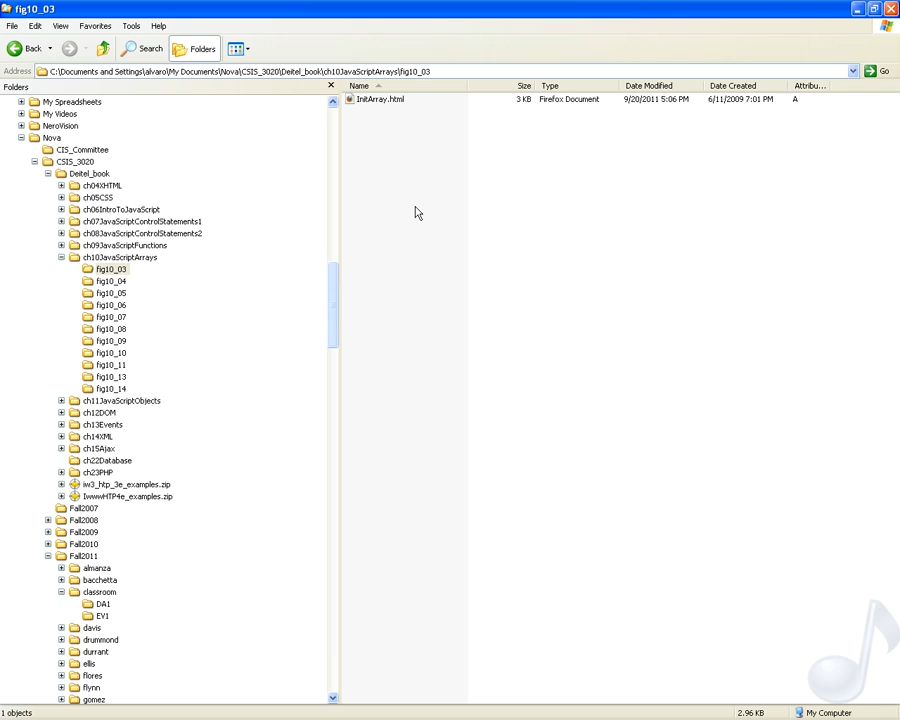 fig10_03
File Edit View Favorites Tools Help
Back Search Folders
Address C:\Documents and Settings\alvaro\My Documents\Nova\CSIS_3020\Deitel_book\ch10JavaScriptArrays\fig10_03 Go
Folders
Name Size Type Date Modified Date Created Attribu...
InitArray.html 3 KB Firefox Document 9/20/2011 5:06 PM 6/11/2009 7:01 PM A
My Spreadsheets
My Videos
NeroVision
Nova
CIS_Committee
CSIS_3020
Deitel_book
ch04XHTML
ch05CSS
ch06IntroToJavaScript
ch07JavaScriptControlStatements1
ch08JavaScriptControlStatements2
ch09JavaScriptFunctions
ch10JavaScriptArrays
fig10_03
fig10_04
fig10_05
fig10_06
fig10_07
fig10_08
fig10_09
fig10_10
fig10_11
fig10_13
fig10_14
ch11JavaScriptObjects
ch12DOM
ch13Events
ch14XML
ch15Ajax
ch22Database
ch23PHP
iw3_htp_3e_examples.zip
IwwwHTP4e_examples.zip
Fall2007
Fall2008
Fall2009
Fall2010
Fall2011
almanza
bacchetta
classroom
DA1
EV1
davis
drummond
durrant
ellis
flores
flynn
gomez
1 objects 2.96 KB My Computer